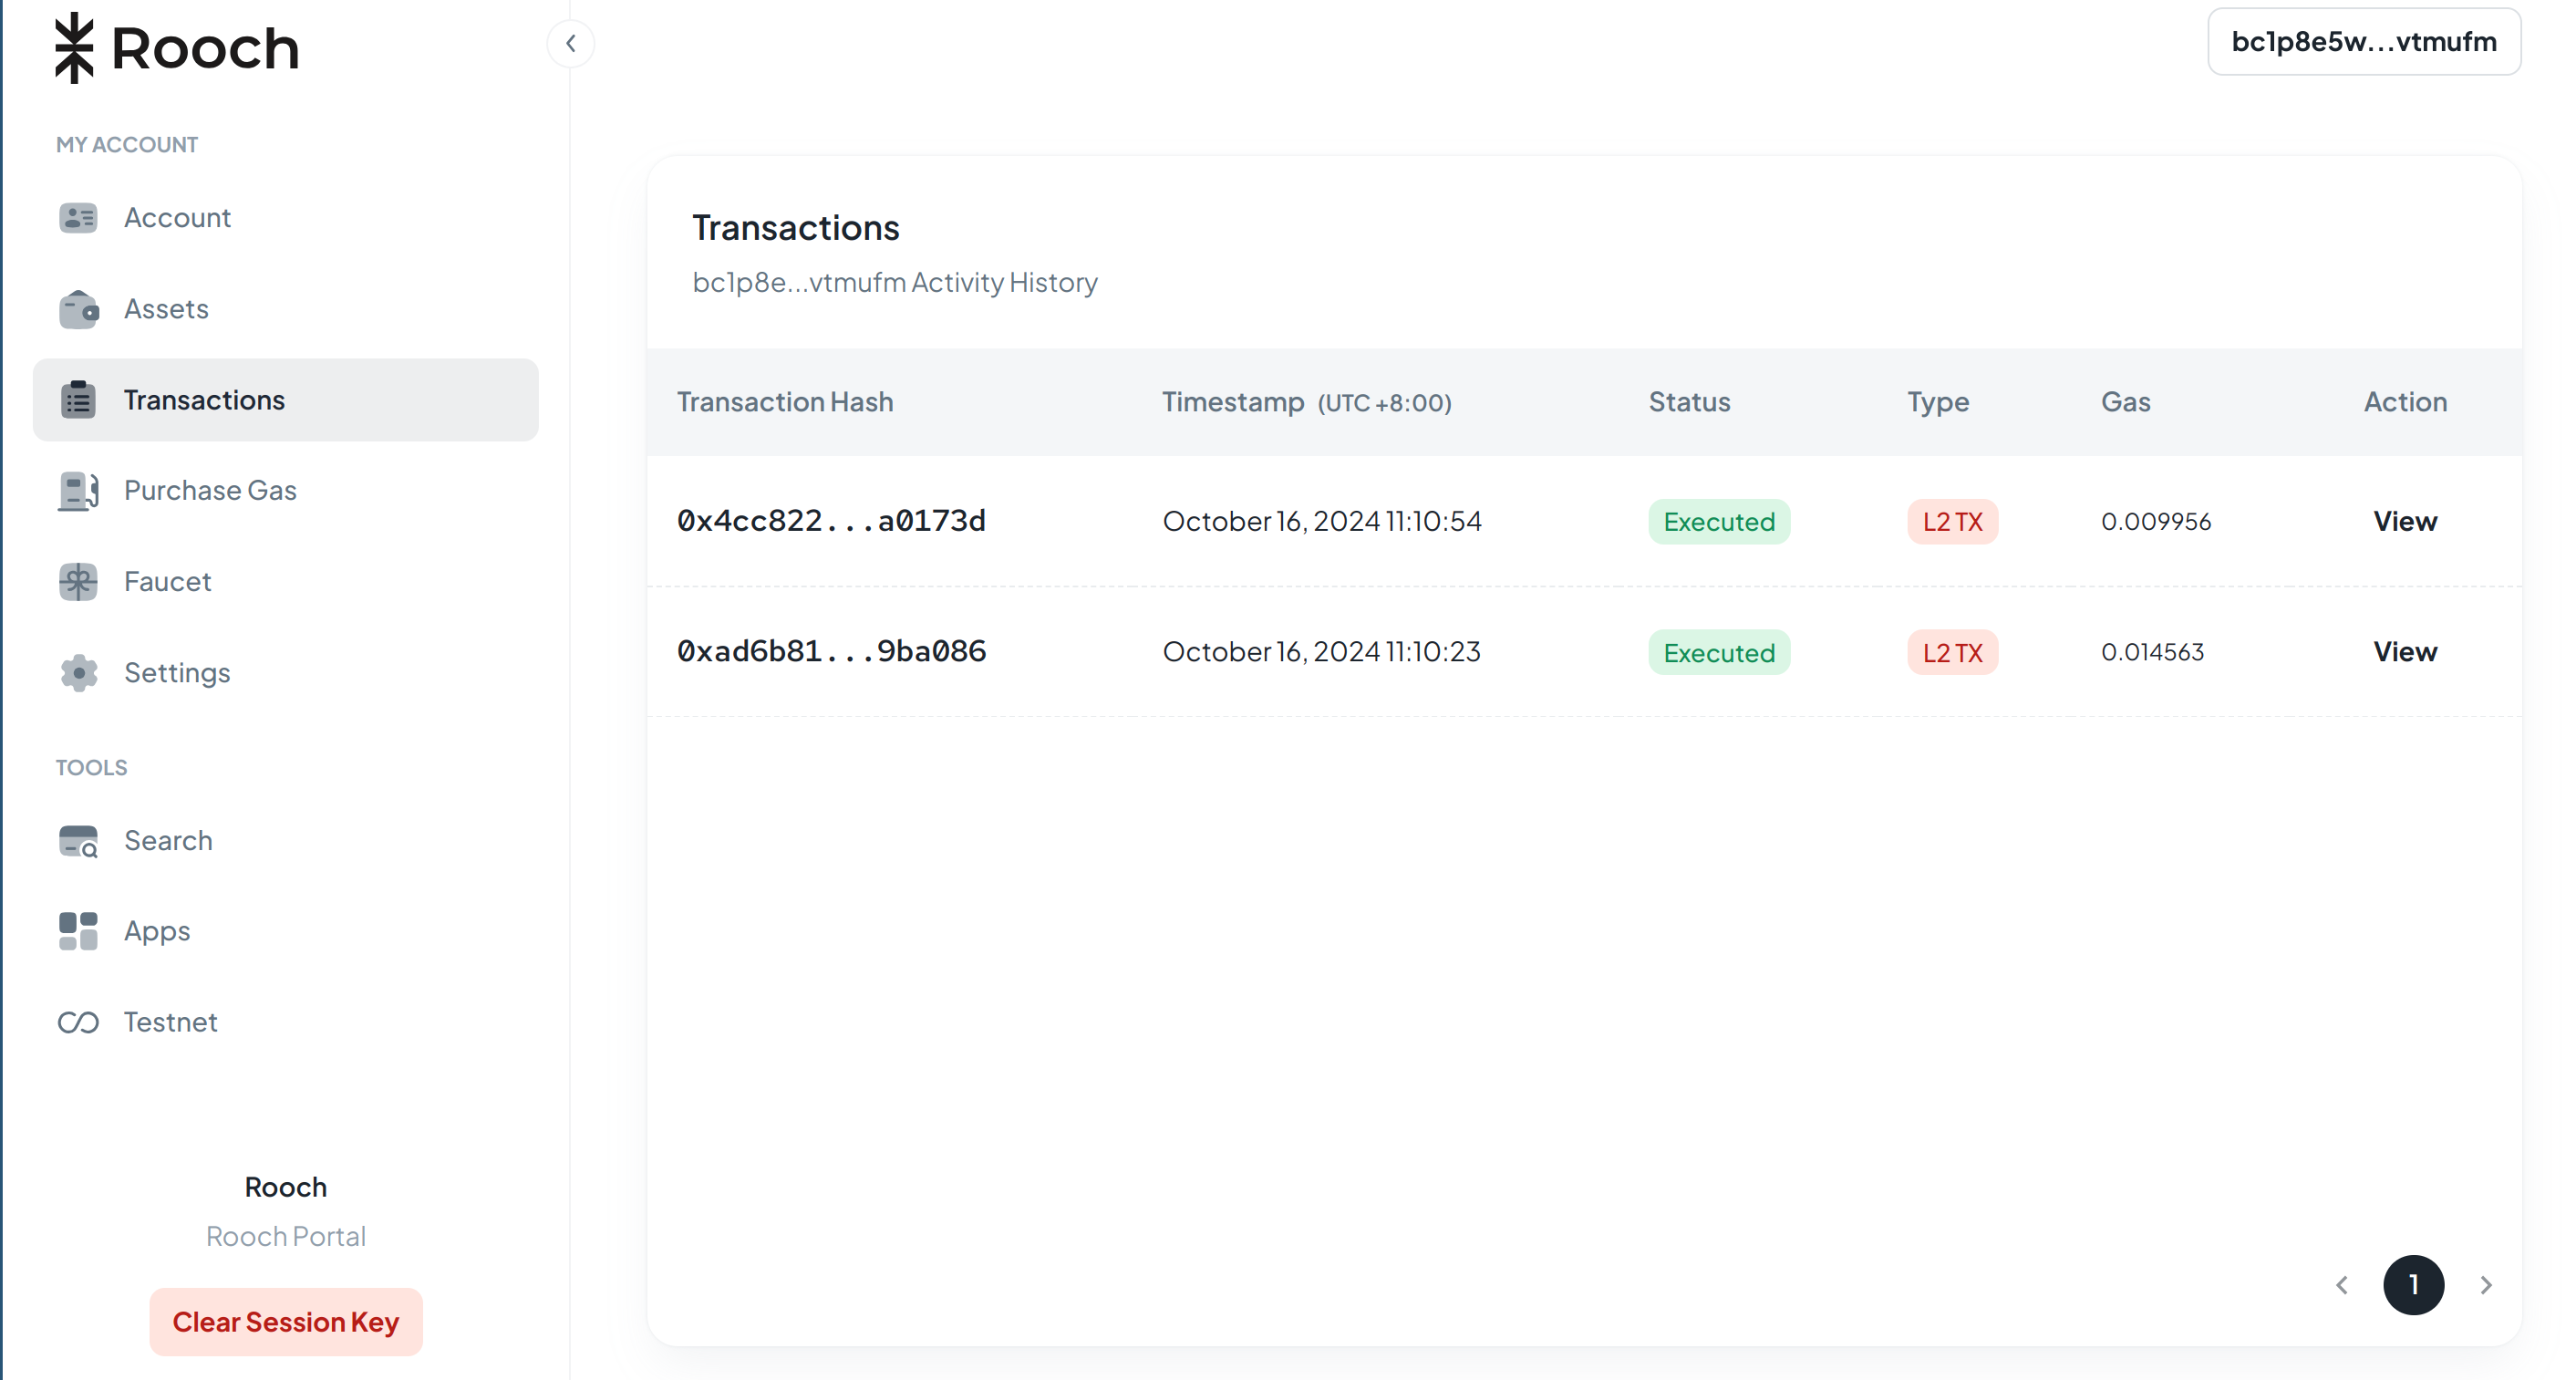 Rooch
bc1p8e5w...vtmufm
MY ACCOUNT
Account
Assets
Transactions
Purchase Gas
Faucet
Settings
TOOLS
Search
Apps
Testnet
Rooch
Rooch Portal
Clear Session Key
Transactions
bc1p8e...vtmufm Activity History
Transaction Hash Timestamp (UTC +8:00) Status Type Gas Action
0x4cc822...a0173d October 16, 2024 11:10:54 Executed L2 TX 0.009956 View
0xad6b81...9ba086 October 16, 2024 11:10:23 Executed L2 TX 0.014563 View
1